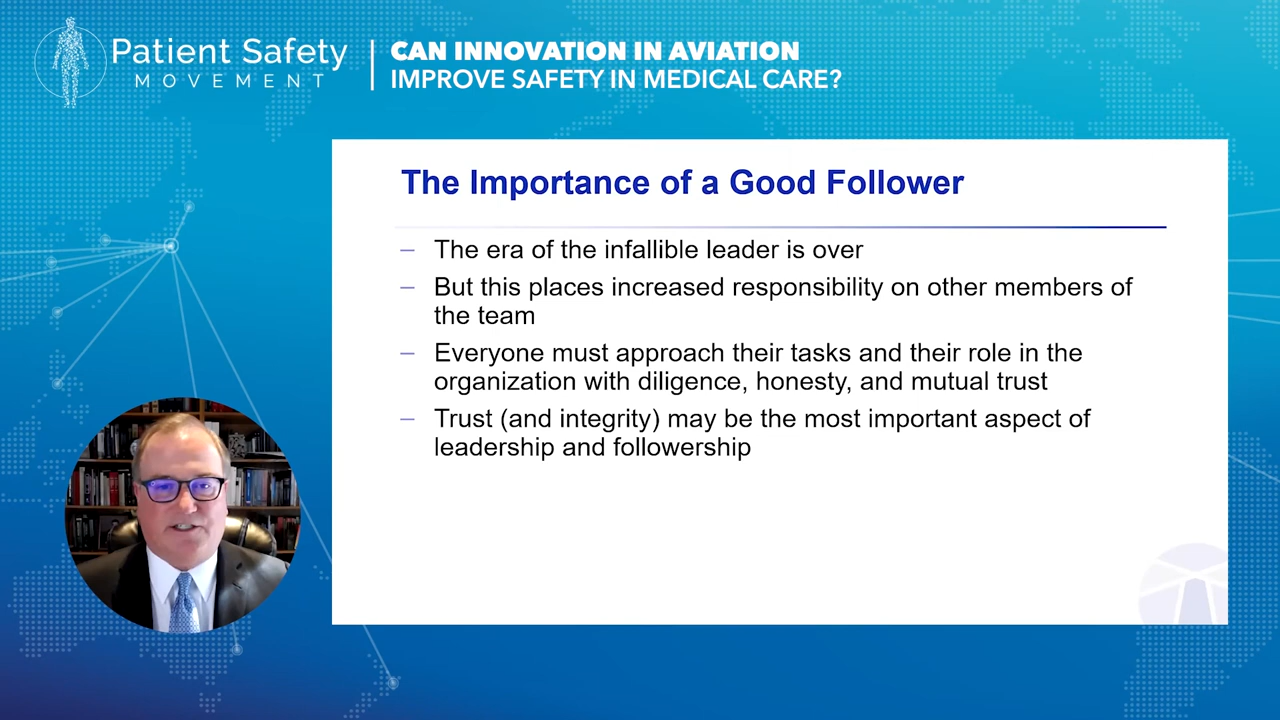 Patient Safety
MOVEMENT
CAN INNOVATION IN AVIATION
IMPROVE SAFETY IN MEDICAL CARE?
The Importance of a Good Follower
– The era of the infallible leader is over
– But this places increased responsibility on other members of
the team
– Everyone must approach their tasks and their role in the
organization with diligence, honesty, and mutual trust
– Trust (and integrity) may be the most important aspect of
leadership and followership